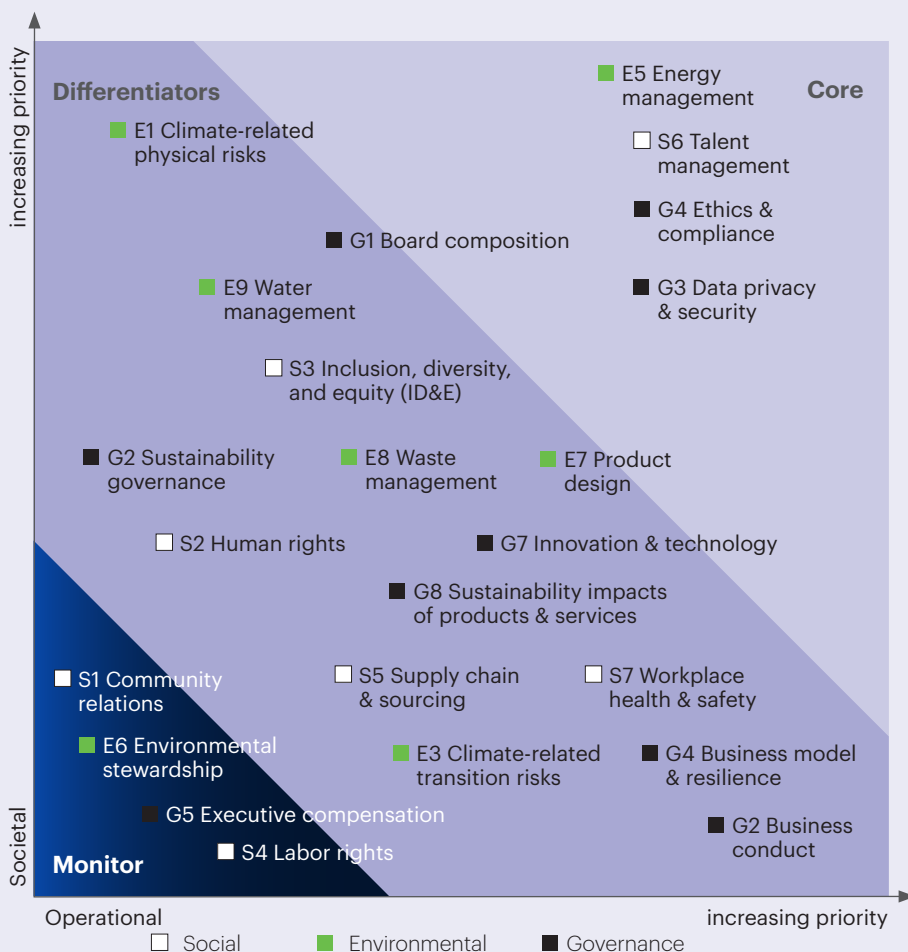 increasing priority
Differentiators
E5 Energy
management
Core
E1 Climate-related
physical risks
S6 Talent
management
G4 Ethics &
compliance
G1 Board composition
E9 Water
management
G3 Data privacy
& security
S3 Inclusion, diversity,
and equity (ID&E)
G2 Sustainability
governance
E8 Waste
management
E7 Product
design
S2 Human rights
G7 Innovation & technology
G8 Sustainability impacts
of products & services
S1 Community
relations
S5 Supply chain
& sourcing
S7 Workplace
health & safety
E6 Environmental
stewardship
E3 Climate-related
transition risks
G4 Business model
& resilience
G5 Executive compensation
G2 Business
conduct
S4 Labor rights
Monitor
Societal
Operational
increasing priority
Social
Environmental
Governance